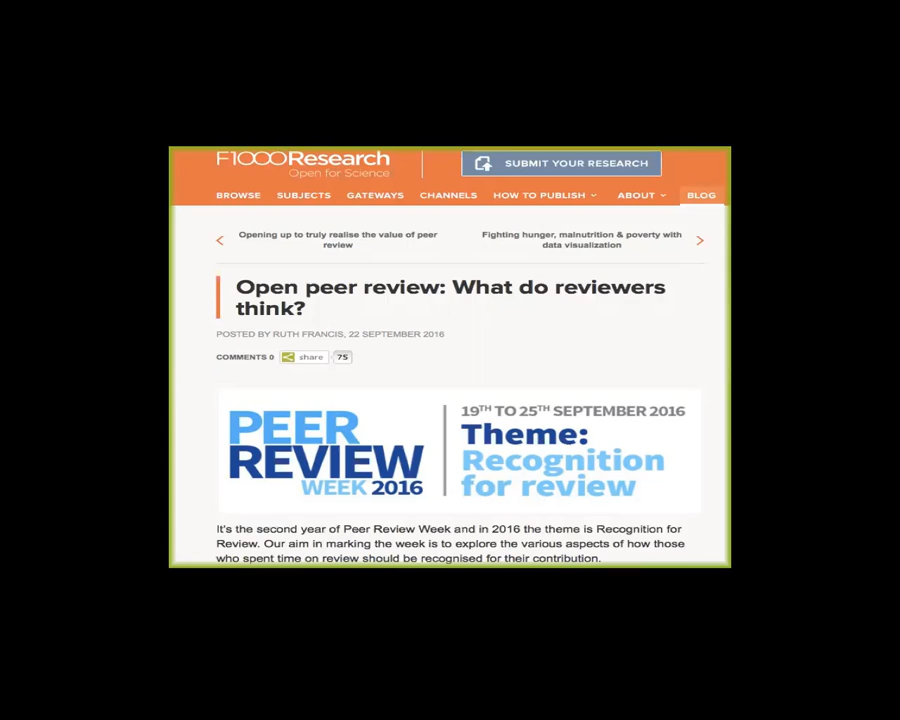 F1000Research
Open for Science
SUBMIT YOUR RESEARCH
BROWSE SUBJECTS GATEWAYS CHANNELS HOW TO PUBLISH ABOUT BLOG
Opening up to truly realise the value of peer
review
Fighting hunger, malnutrition & poverty with
data visualization
Open peer review: What do reviewers
think?
POSTED BY RUTH FRANCIS, 22 SEPTEMBER 2016
COMMENTS 0 share 75
PEER
REVIEW
WEEK 2016
19TH TO 25TH SEPTEMBER 2016
Theme:
Recognition
for review
It's the second year of Peer Review Week and in 2016 the theme is Recognition for
Review. Our aim in marking the week is to explore the various aspects of how those
who spent time on review should be recognised for their contribution.